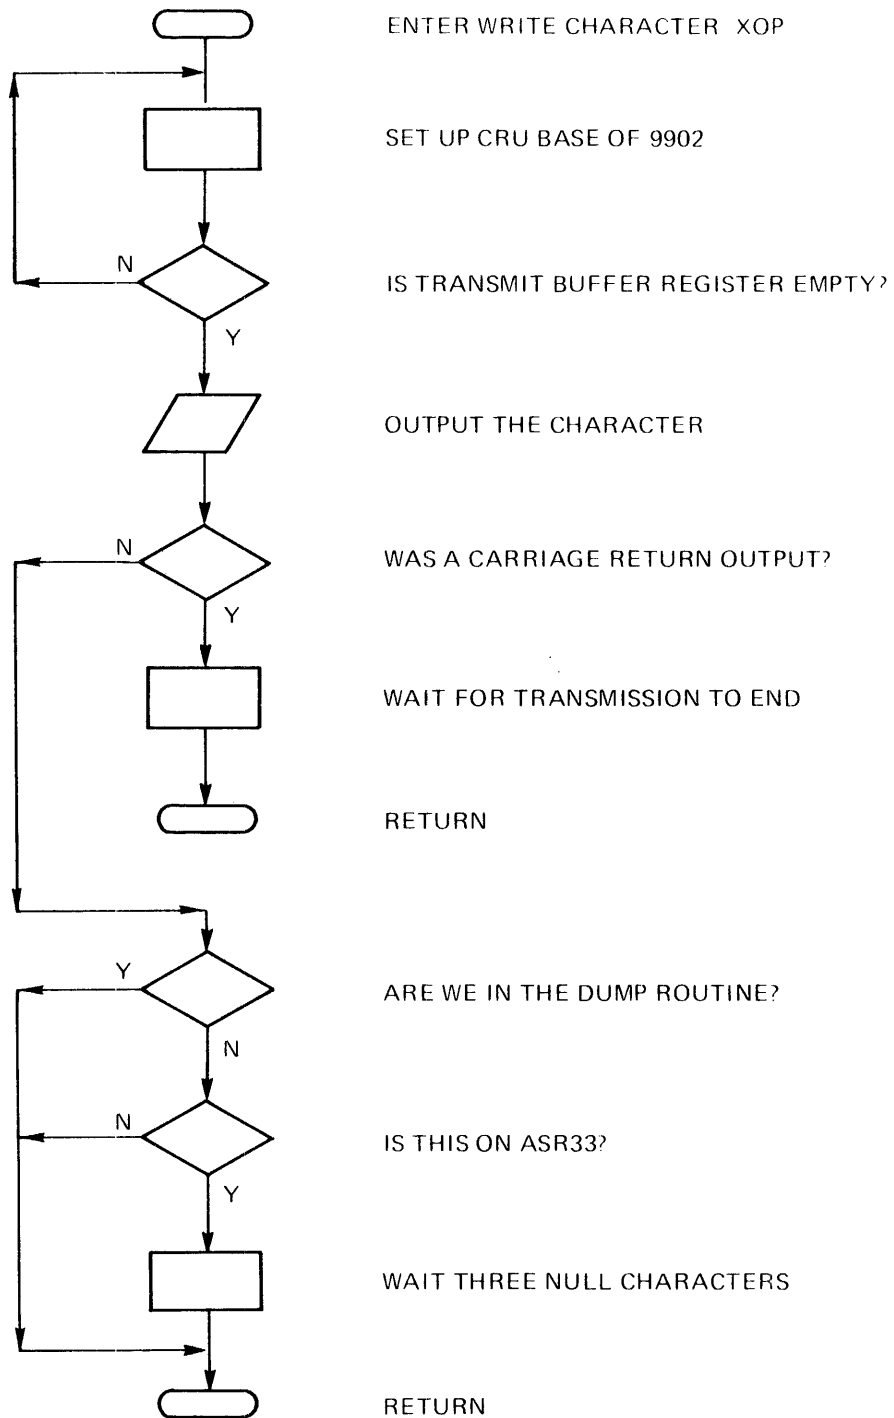 ENTER WRITE CHARACTER XOP
SET UP CRU BASE OF 9902
N
IS TRANSMIT BUFFER REGISTER EMPTY?
Y
OUTPUT THE CHARACTER
N
WAS A CARRIAGE RETURN OUTPUT?
Y
WAIT FOR TRANSMISSION TO END
RETURN
Y
ARE WE IN THE DUMP ROUTINE?
N
N
IS THIS ON ASR33?
Y
WAIT THREE NULL CHARACTERS
RETURN